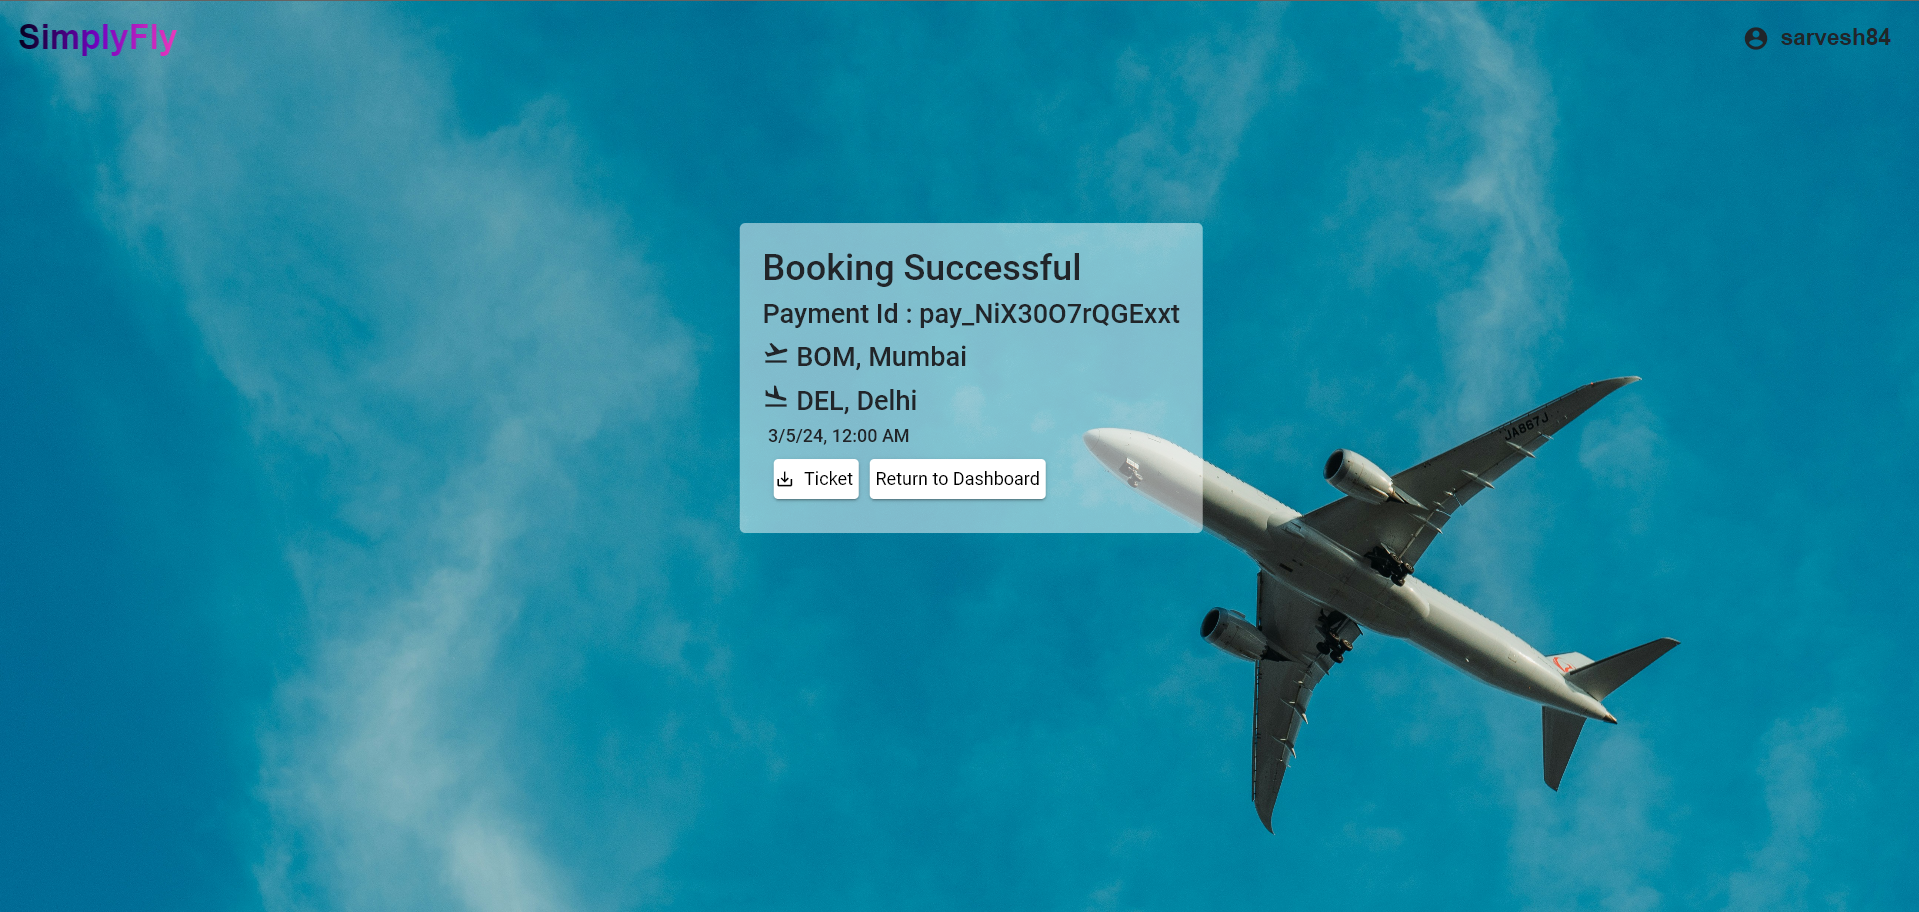 SimplyFly
sarvesh84
Booking Successful
Payment Id : pay_NiX30O7rQGExxt
BOM, Mumbai
DEL, Delhi
3/5/24, 12:00 AM
Ticket
Return to Dashboard
JA867J